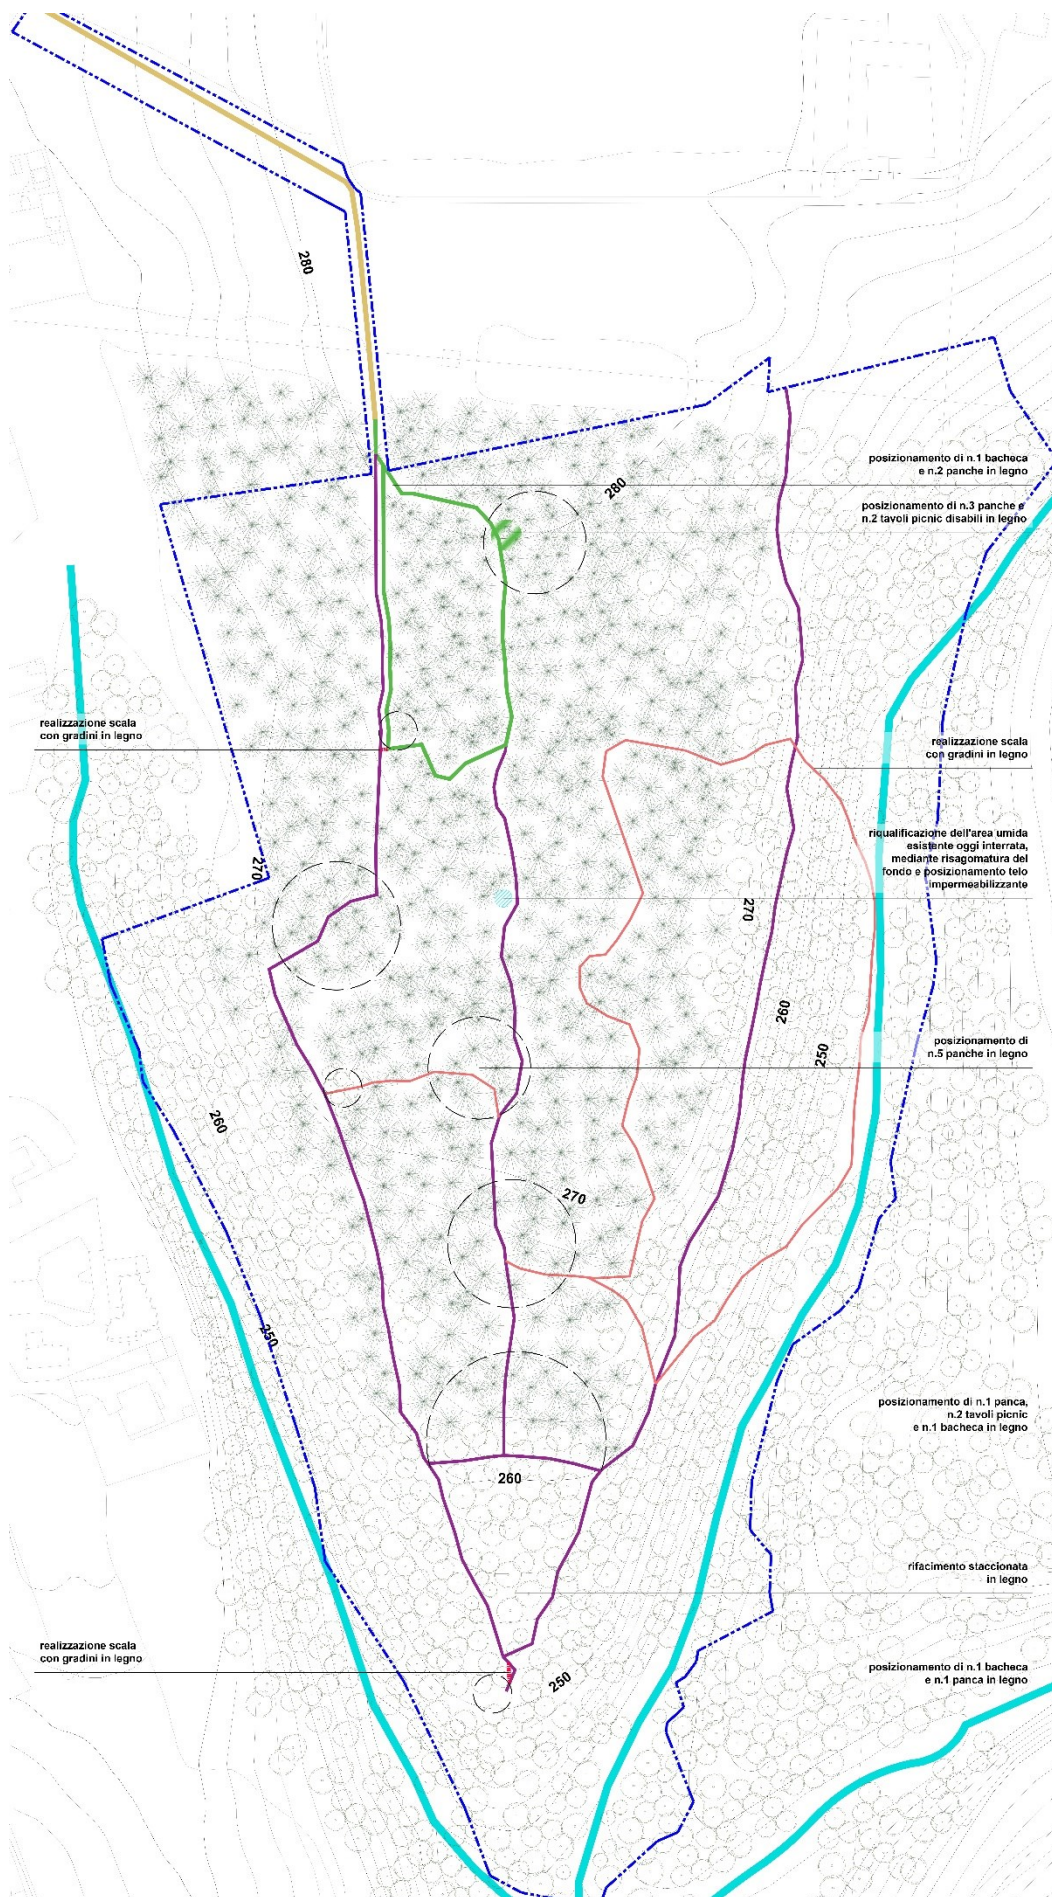 280
posizionamento di n.1 bacheca
e n.2 panche in legno
280
posizionamento di n.3 panche e
n.2 tavoli picnic disabili in legno
realizzazione scala
con gradini in legno
realizzazione scala
con gradini in legno
riqualificazione dell'area umida
esistente oggi interrata,
mediante risagomatura del
fondo e posizionamento telo
impermeabilizzante
270
270
260
250
posizionamento di
n.5 panche in legno
260
270
250
posizionamento di n.1 panca,
n.2 tavoli picnic
e n.1 bacheca in legno
260
rifacimento staccionata
in legno
realizzazione scala
con gradini in legno
250
posizionamento di n.1 bacheca
e n.1 panca in legno